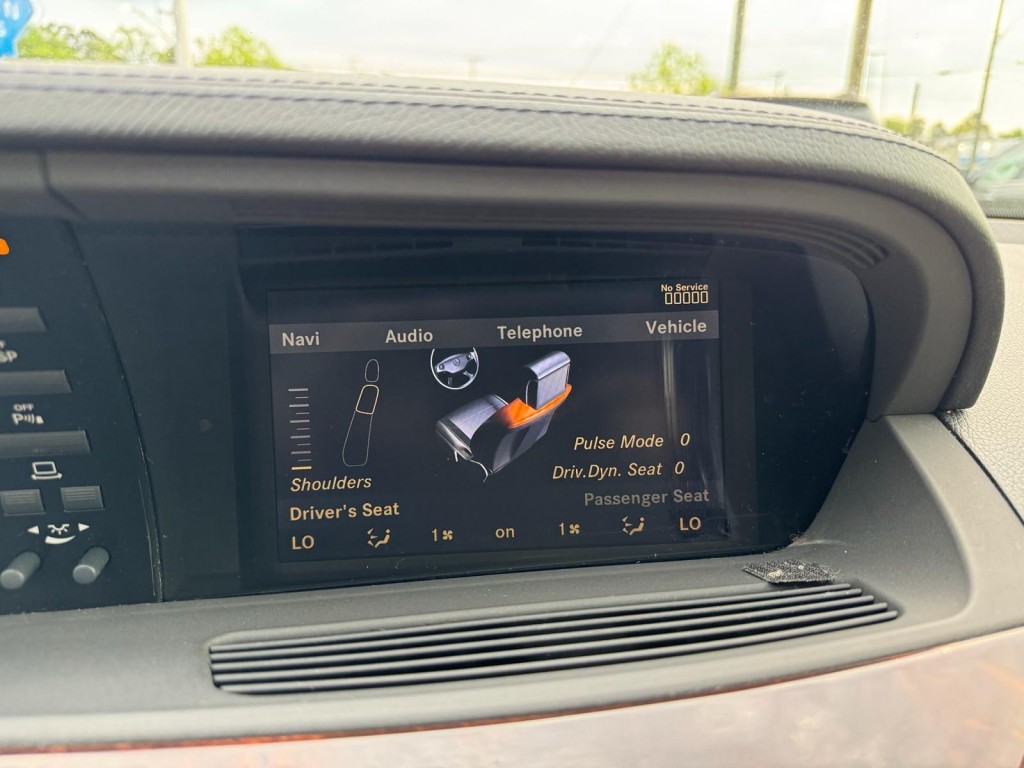 No Service
Navi Audio Telephone Vehicle
Pulse Mode 0
Shoulders
Driv.Dyn. Seat 0
Driver's Seat
Passenger Seat
LO 1 on 1 LO
SP
OFF
P